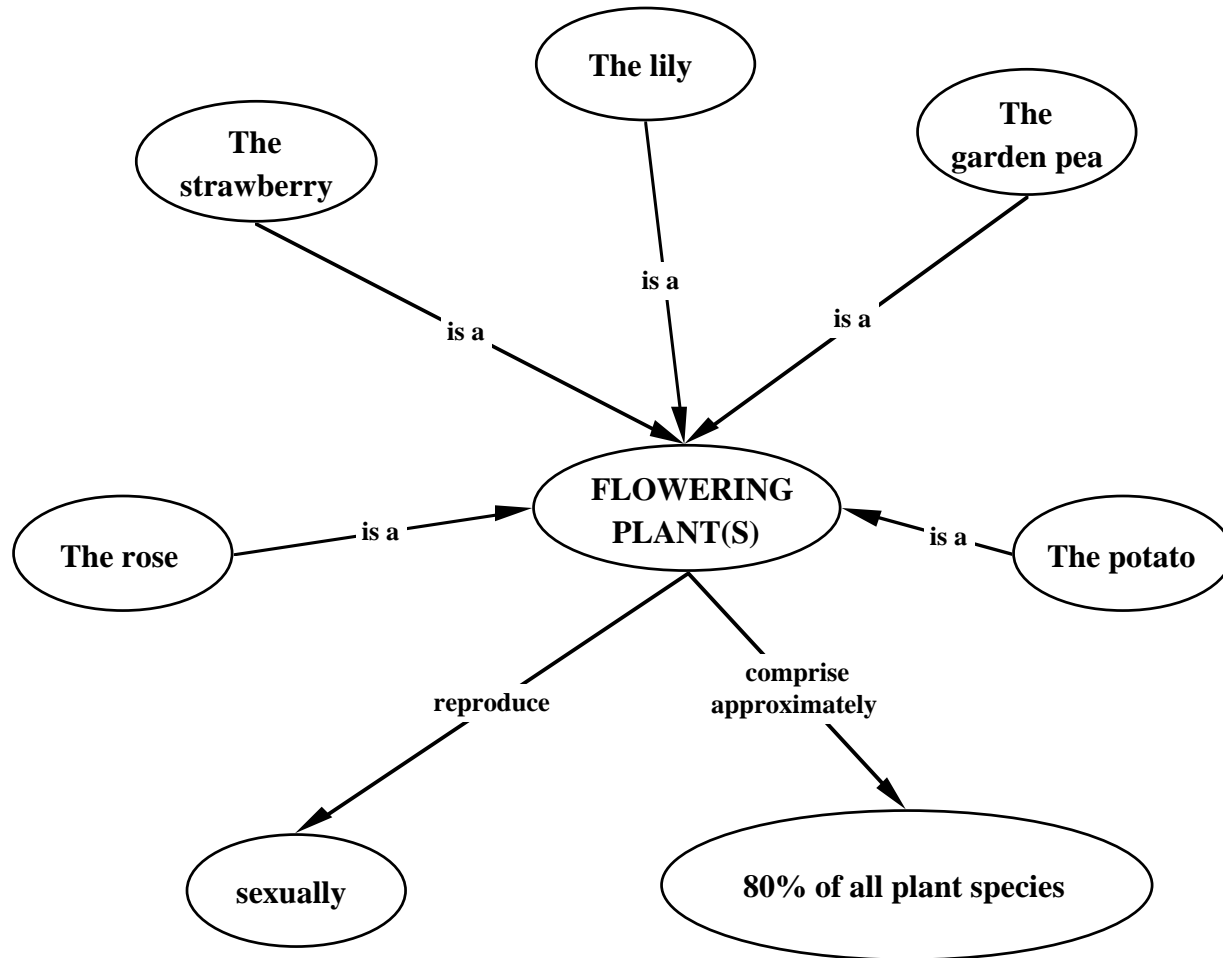 The lily
The
garden pea
The
strawberry
is a
is a
is a
FLOWERING
PLANT(S)
The rose
is a
is a
The potato
reproduce
comprise
approximately
sexually
80% of all plant species